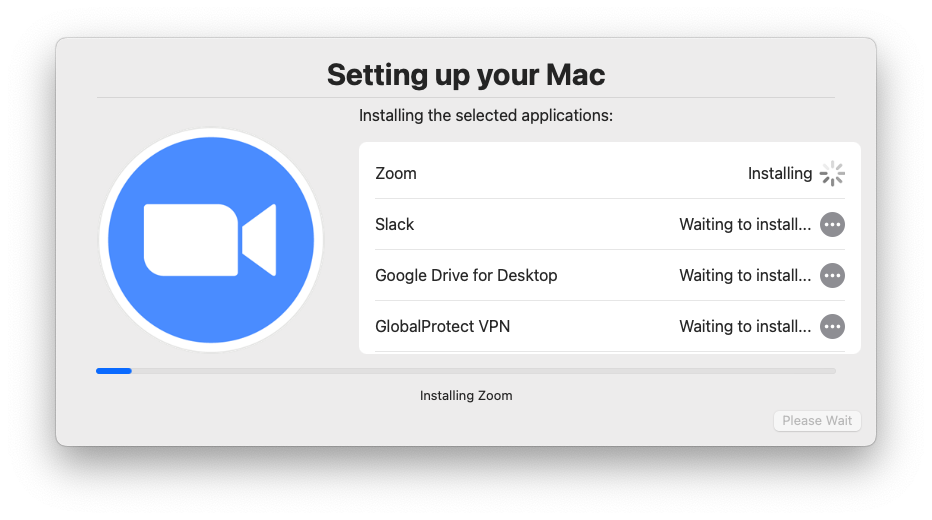 Setting up your Mac
Installing the selected applications:
Zoom Installing
Slack Waiting to install...
Google Drive for Desktop Waiting to install...
GlobalProtect VPN Waiting to install...
Installing Zoom
Please Wait